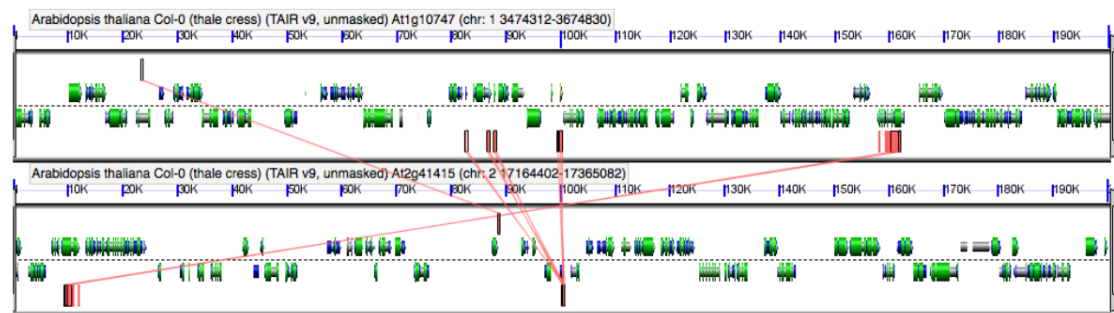 Arabidopsis thaliana Col-0 (thale cress) (TAIR v9, unmasked) At1g10747 (chr: 1 3474312-3674830)
10K 20K 30K 40K 50K 60K 70K 80K 90K 100K 110K 120K 130K 140K 150K 160K 170K 180K 190K
Arabidopsis thaliana Col-0 (thale cress) (TAIR v9, unmasked) At2g41415 (chr: 2 17164402-17365082)
10K 20K 30K 40K 50K 60K 70K 80K 90K 100K 110K 120K 130K 140K 150K 160K 170K 180K 190K